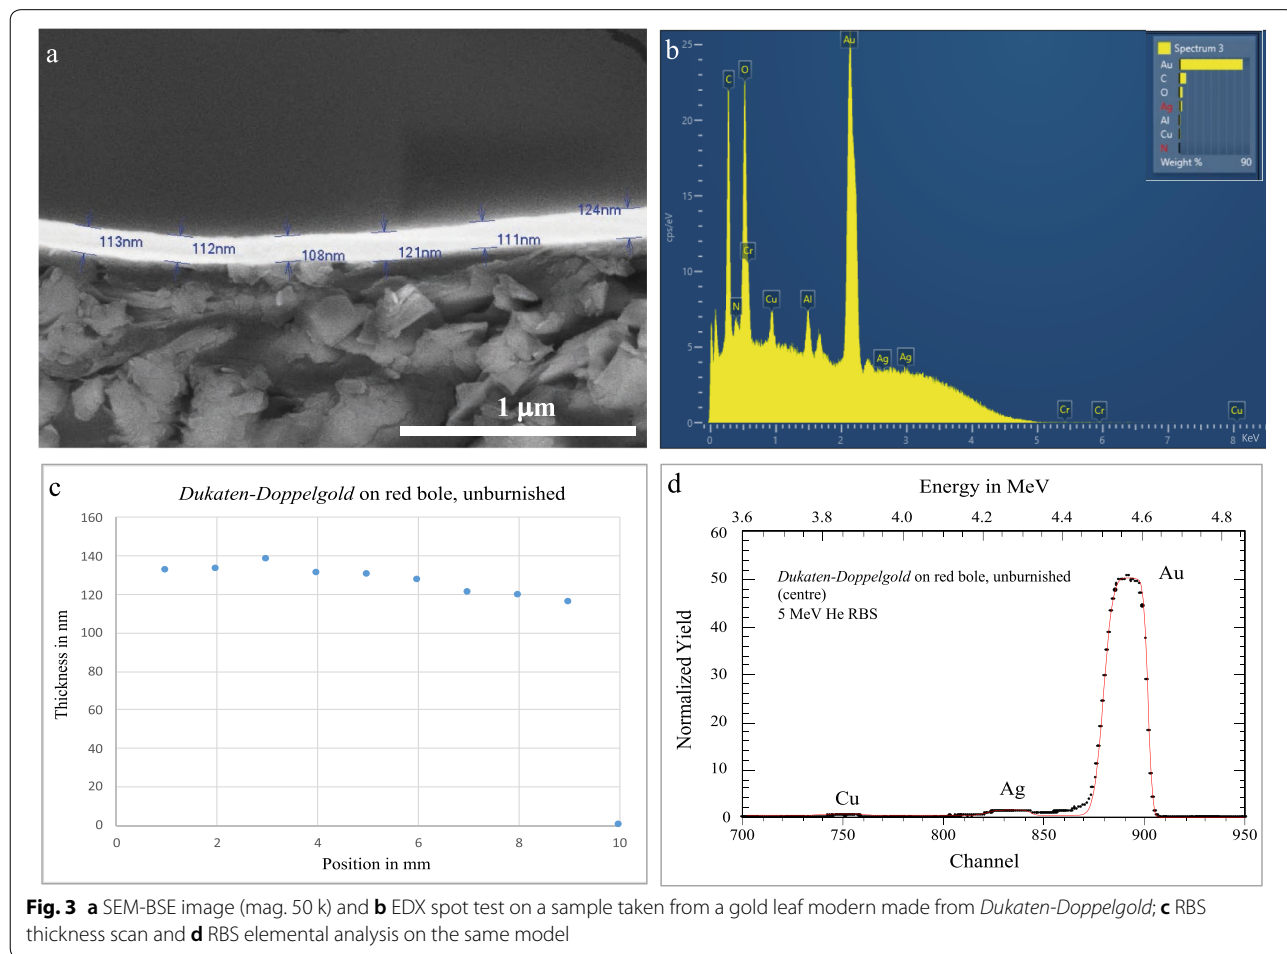 a
113nm
112nm
108nm
121nm
111nm
124nm
1 μm
b
25
20
15
10
5
0
cps/eV
C
O
Au
N
Cr
Cu
Al
Ag
Ag
Cr
Cr
Cu
0 1 2 3 4 5 6 7 8 KeV
Spectrum 3
Au
C
O
Ag
Al
Cu
N
Weight % 90
c
Dukaten-Doppelgold on red bole, unburnished
Thickness in nm
160
140
120
100
80
60
40
20
0
0 2 4 6 8 10
Position in mm
d
Energy in MeV
3.6 3.8 4.0 4.2 4.4 4.6 4.8
Normalized Yield
60
50
40
30
20
10
0
Dukaten-Doppelgold on red bole, unburnished
(centre)
5 MeV He RBS
Au
Cu
Ag
700 750 800 850 900 950
Channel
Fig. 3 a SEM-BSE image (mag. 50 k) and b EDX spot test on a sample taken from a gold leaf modern made from Dukaten-Doppelgold; c RBS
thickness scan and d RBS elemental analysis on the same model